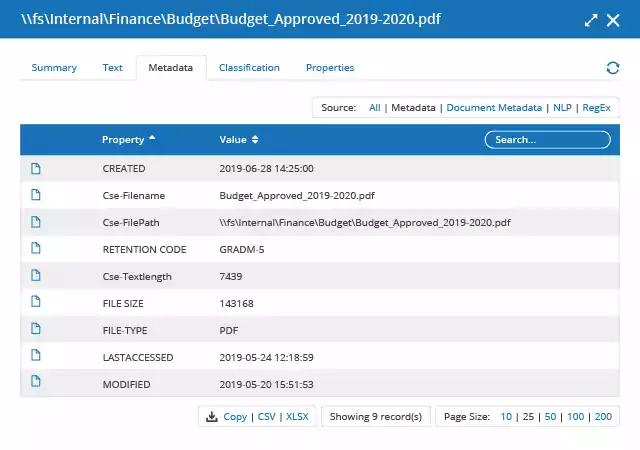 \\fs\Internal\Finance\Budget\Budget_Approved_2019-2020.pdf
Summary Text Metadata Classification Properties
Source: All | Metadata | Document Metadata | NLP | RegEx
Property Value Search...
CREATED 2019-06-28 14:25:00
Cse-Filename Budget_Approved_2019-2020.pdf
Cse-FilePath \\fs\Internal\Finance\Budget\Budget_Approved_2019-2020.pdf
RETENTION CODE GRADM-5
Cse-Textlength 7439
FILE SIZE 143168
FILE-TYPE PDF
LASTACCESSED 2019-05-24 12:18:59
MODIFIED 2019-05-20 15:51:53
Copy | CSV | XLSX Showing 9 record(s) Page Size: 10 | 25 | 50 | 100 | 200